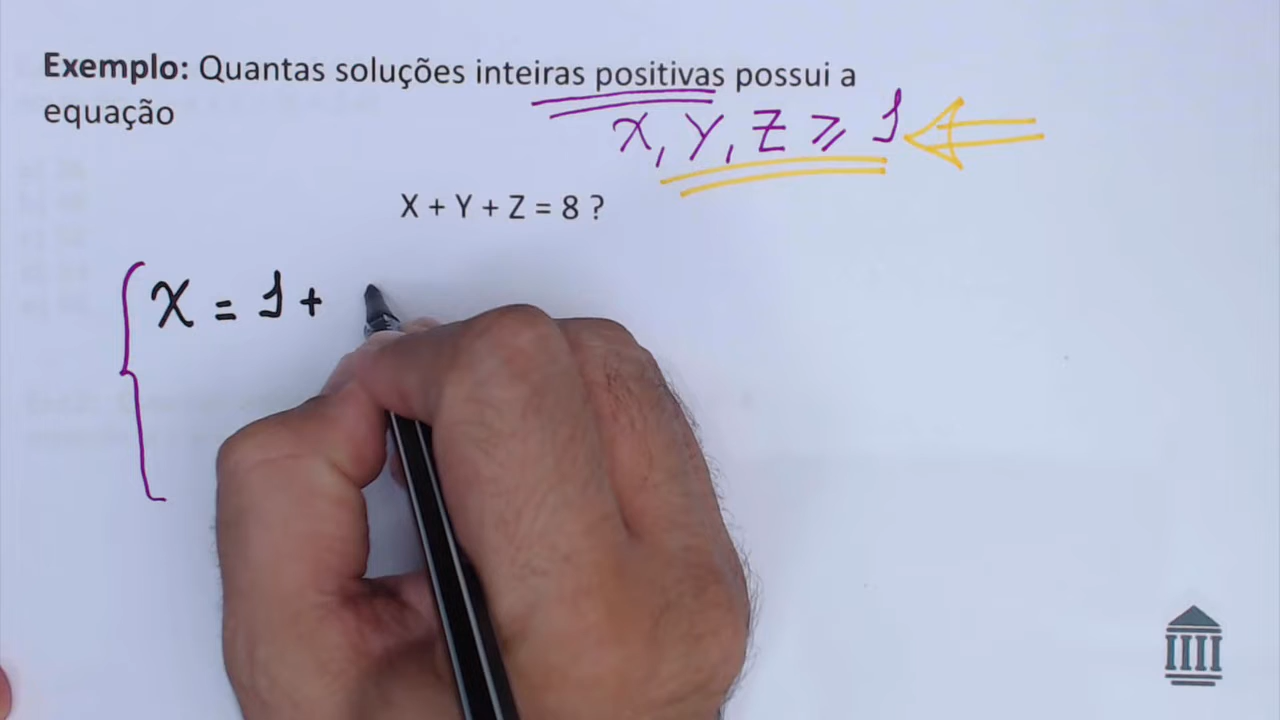 Exemplo: Quantas soluções inteiras positivas possui a
equação
X, Y, Z ≥ 1
X + Y + Z = 8 ?
X = 1 +